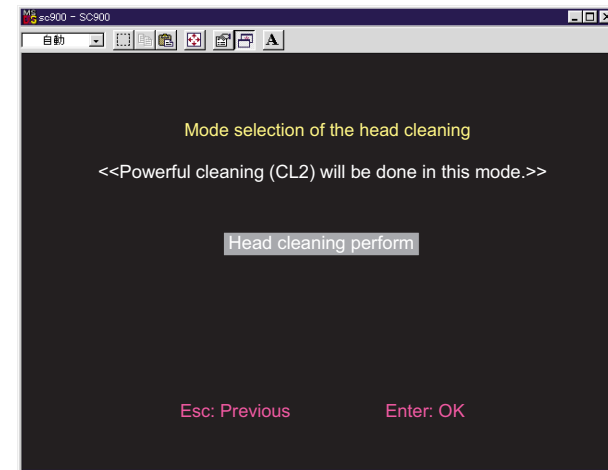 sc900 - SC900
自動
A
Mode selection of the head cleaning
<<Powerful cleaning (CL2) will be done in this mode.>>
Head cleaning perform
Esc: Previous Enter: OK